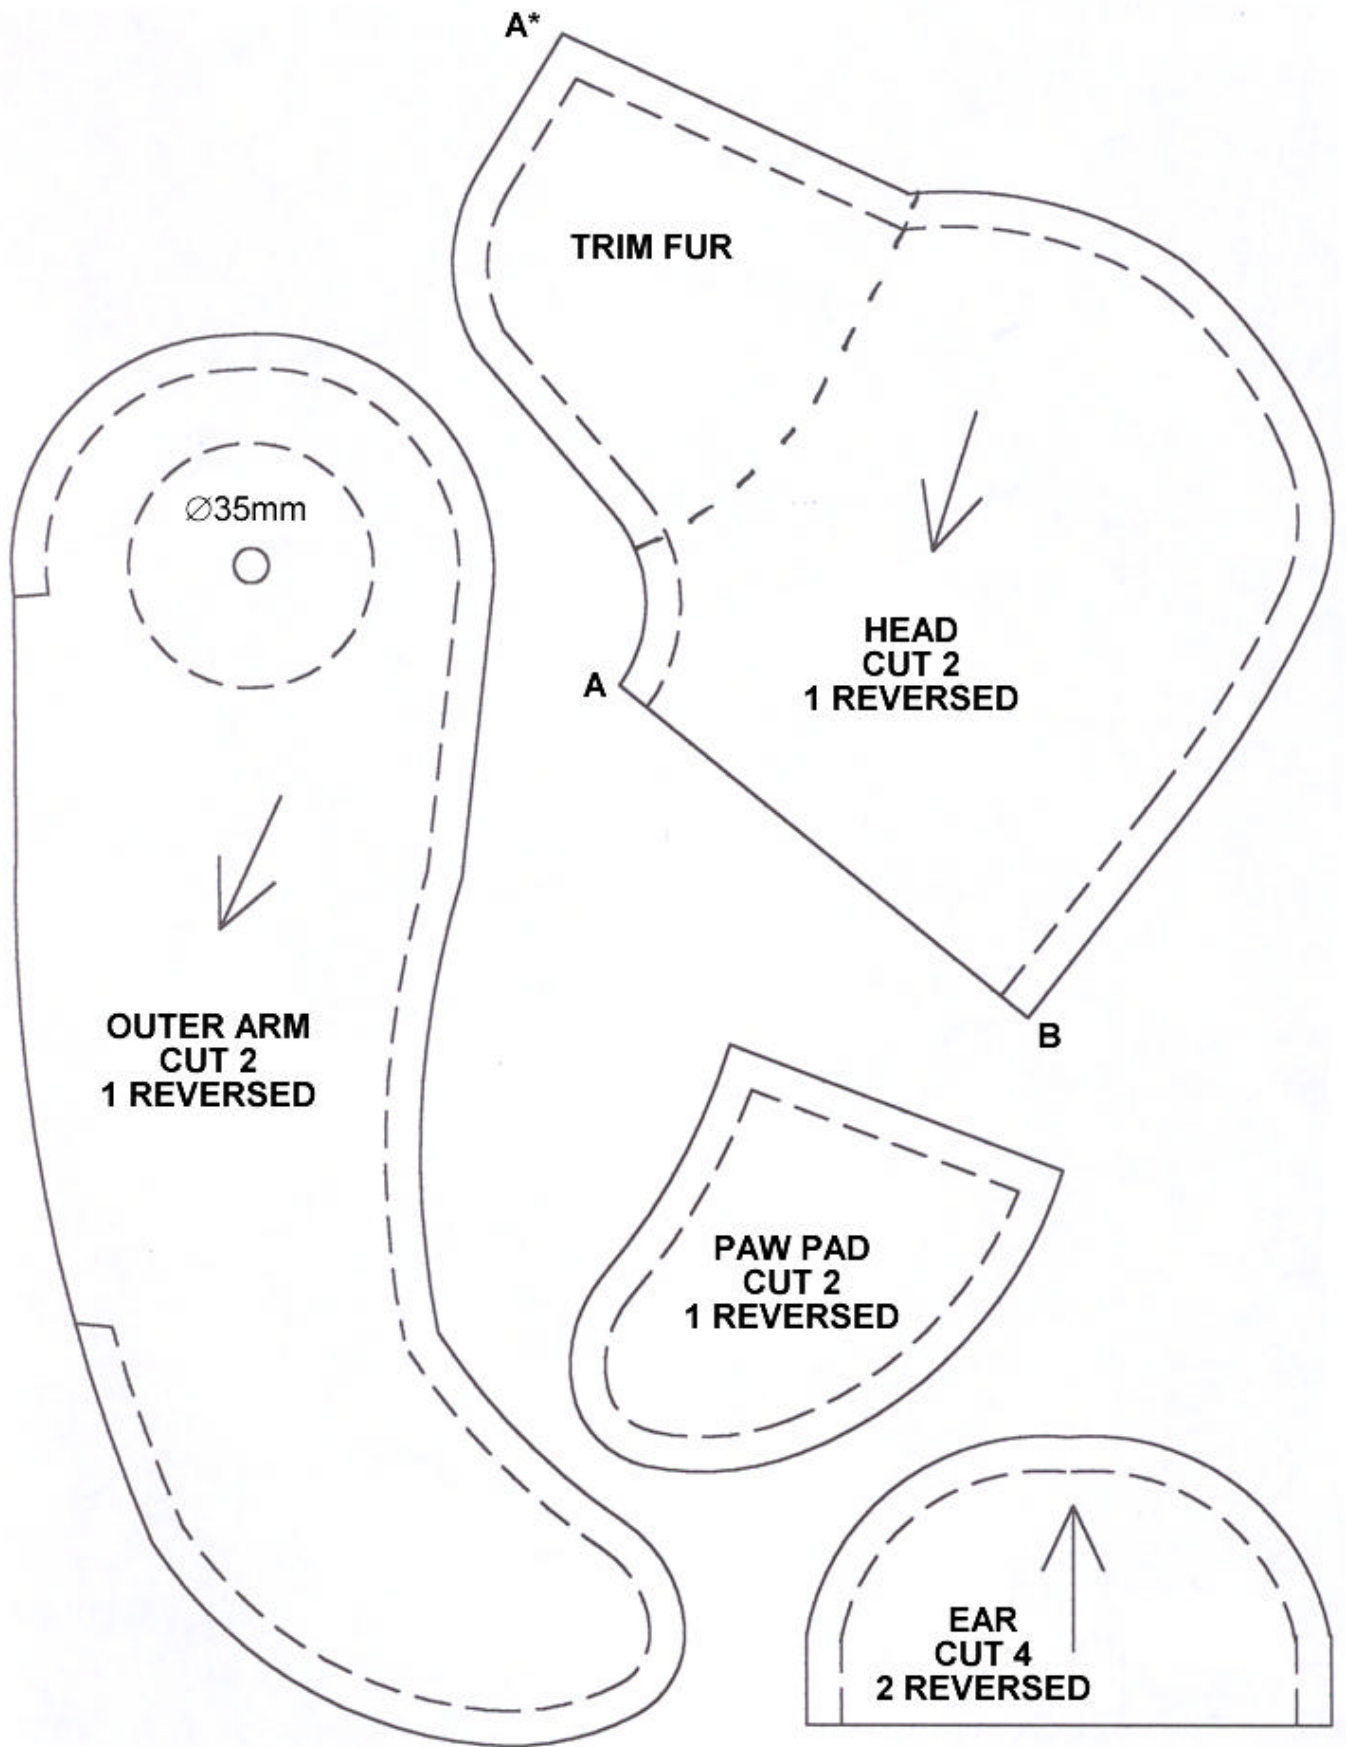 A*
TRIM FUR
Ø35mm
HEAD
CUT 2
1 REVERSED
A
B
OUTER ARM
CUT 2
1 REVERSED
PAW PAD
CUT 2
1 REVERSED
EAR
CUT 4
2 REVERSED